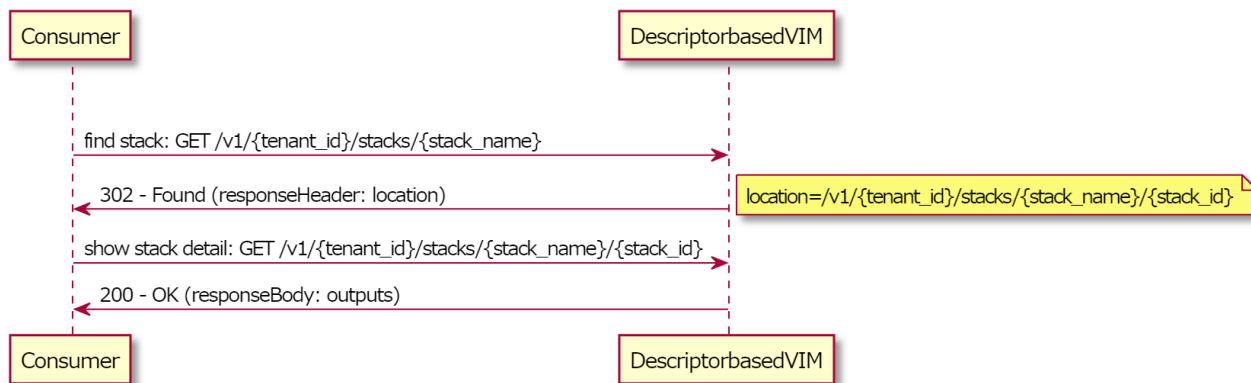 Consumer
DescriptorbasedVIM
find stack: GET /v1/{tenant_id}/stacks/{stack_name}
302 - Found (responseHeader: location)
location=/v1/{tenant_id}/stacks/{stack_name}/{stack_id}
show stack detail: GET /v1/{tenant_id}/stacks/{stack_name}/{stack_id}
200 - OK (responseBody: outputs)
Consumer
DescriptorbasedVIM